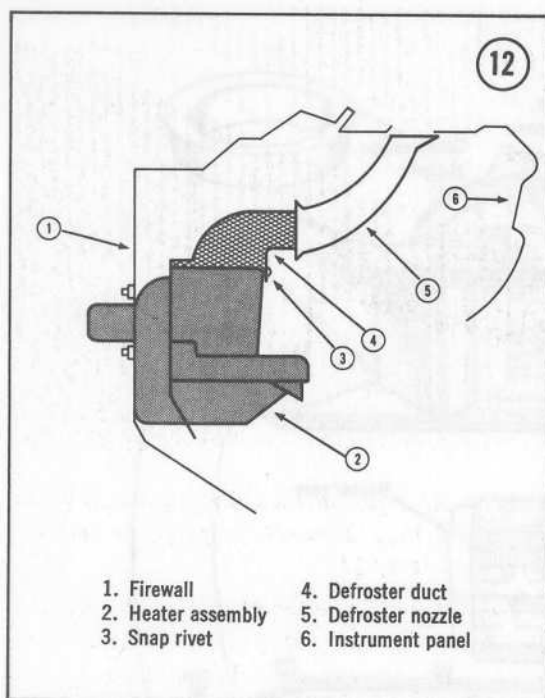 12
1
6
5
4
3
2
1. Firewall
2. Heater assembly
3. Snap rivet
4. Defroster duct
5. Defroster nozzle
6. Instrument panel